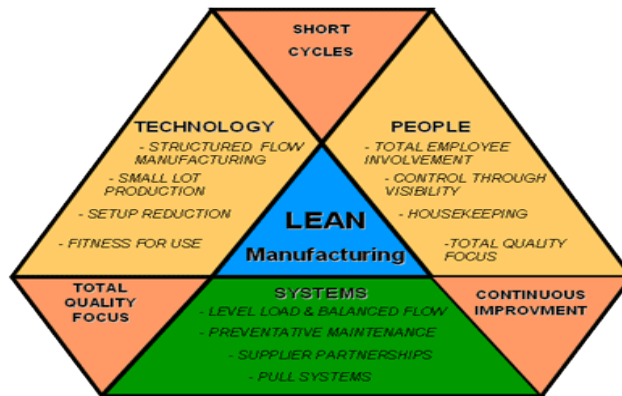 SHORT
CYCLES
TECHNOLOGY
- STRUCTURED FLOW
MANUFACTURING
- SMALL LOT
PRODUCTION
- SETUP REDUCTION
- FITNESS FOR USE
PEOPLE
- TOTAL EMPLOYEE
INVOLVEMENT
- CONTROL THROUGH
VISIBILITY
- HOUSEKEEPING
-TOTAL QUALITY
FOCUS
LEAN
Manufacturing
TOTAL
QUALITY
FOCUS
SYSTEMS
- LEVEL LOAD & BALANCED FLOW
- PREVENTATIVE MAINTENANCE
- SUPPLIER PARTNERSHIPS
- PULL SYSTEMS
CONTINUOUS
IMPROVMENT